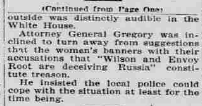 (Continued from Page One)
outside was distinctly audible in the
White House.
Attorney General Gregory was in-
clined to turn away from suggestions
that the women's banners with their
accusations that "Wilson and Envoy
Root are deceiving Russia" consti-
tute treason.
He insisted the local police could
cope with the situation at least for the
time being.